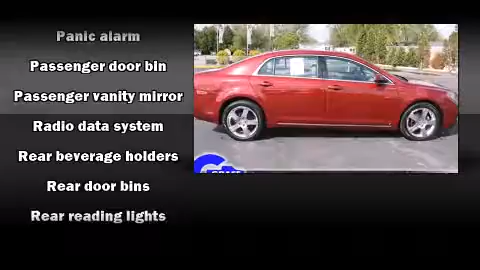 Panic alarm
Passenger door bin
Passenger vanity mirror
Radio data system
Rear beverage holders
Rear door bins
Rear reading lights